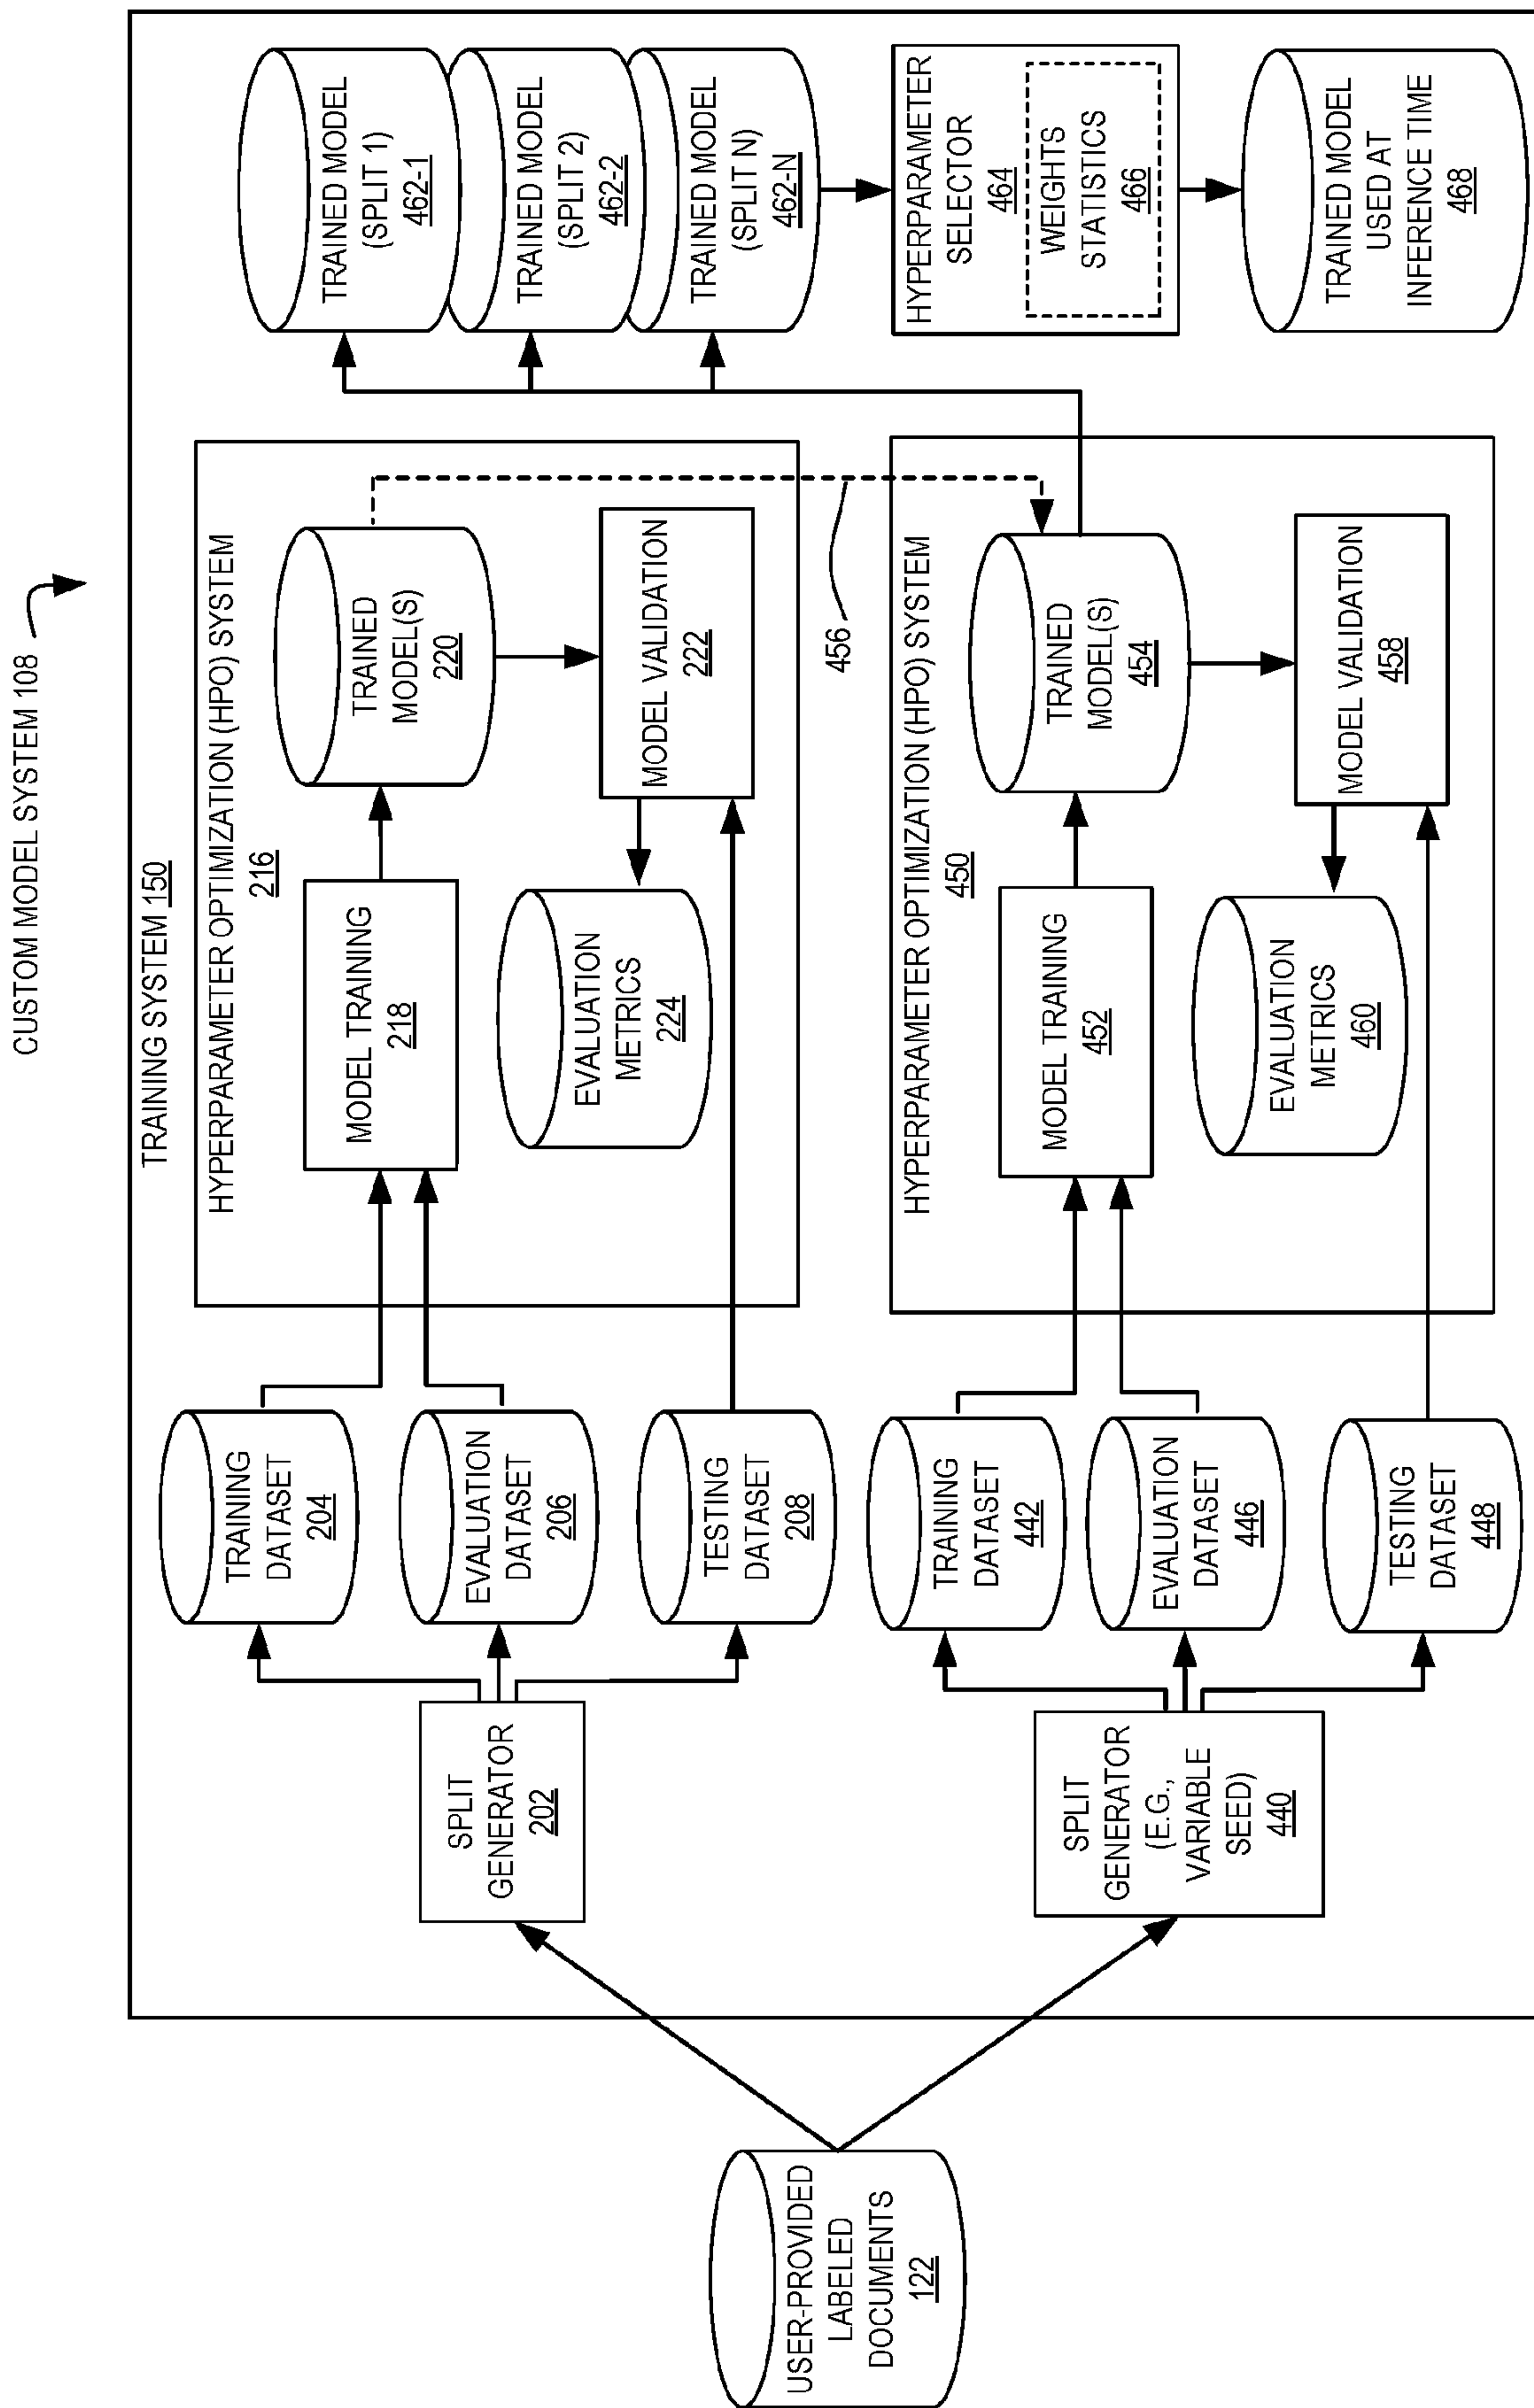 CUSTOM MODEL SYSTEM 108
TRAINING SYSTEM 150
USER-PROVIDED
LABELED
DOCUMENTS
122
SPLIT
GENERATOR
202
TRAINING
DATASET
204
EVALUATION
DATASET
206
TESTING
DATASET
208
HYPERPARAMETER OPTIMIZATION (HPO) SYSTEM
216
MODEL TRAINING
218
TRAINED
MODEL(S)
220
MODEL VALIDATION
222
EVALUATION
METRICS
224
456
SPLIT
GENERATOR
(E.G.,
VARIABLE
SEED)
440
TRAINING
DATASET
442
EVALUATION
DATASET
446
TESTING
DATASET
448
HYPERPARAMETER OPTIMIZATION (HPO) SYSTEM
450
MODEL TRAINING
452
TRAINED
MODEL(S)
454
MODEL VALIDATION
458
EVALUATION
METRICS
460
TRAINED MODEL
(SPLIT 1)
462-1
TRAINED MODEL
(SPLIT 2)
462-2
TRAINED MODEL
(SPLIT N)
462-N
HYPERPARAMETER
SELECTOR
464
WEIGHTS
STATISTICS
466
TRAINED MODEL
USED AT
INFERENCE TIME
468